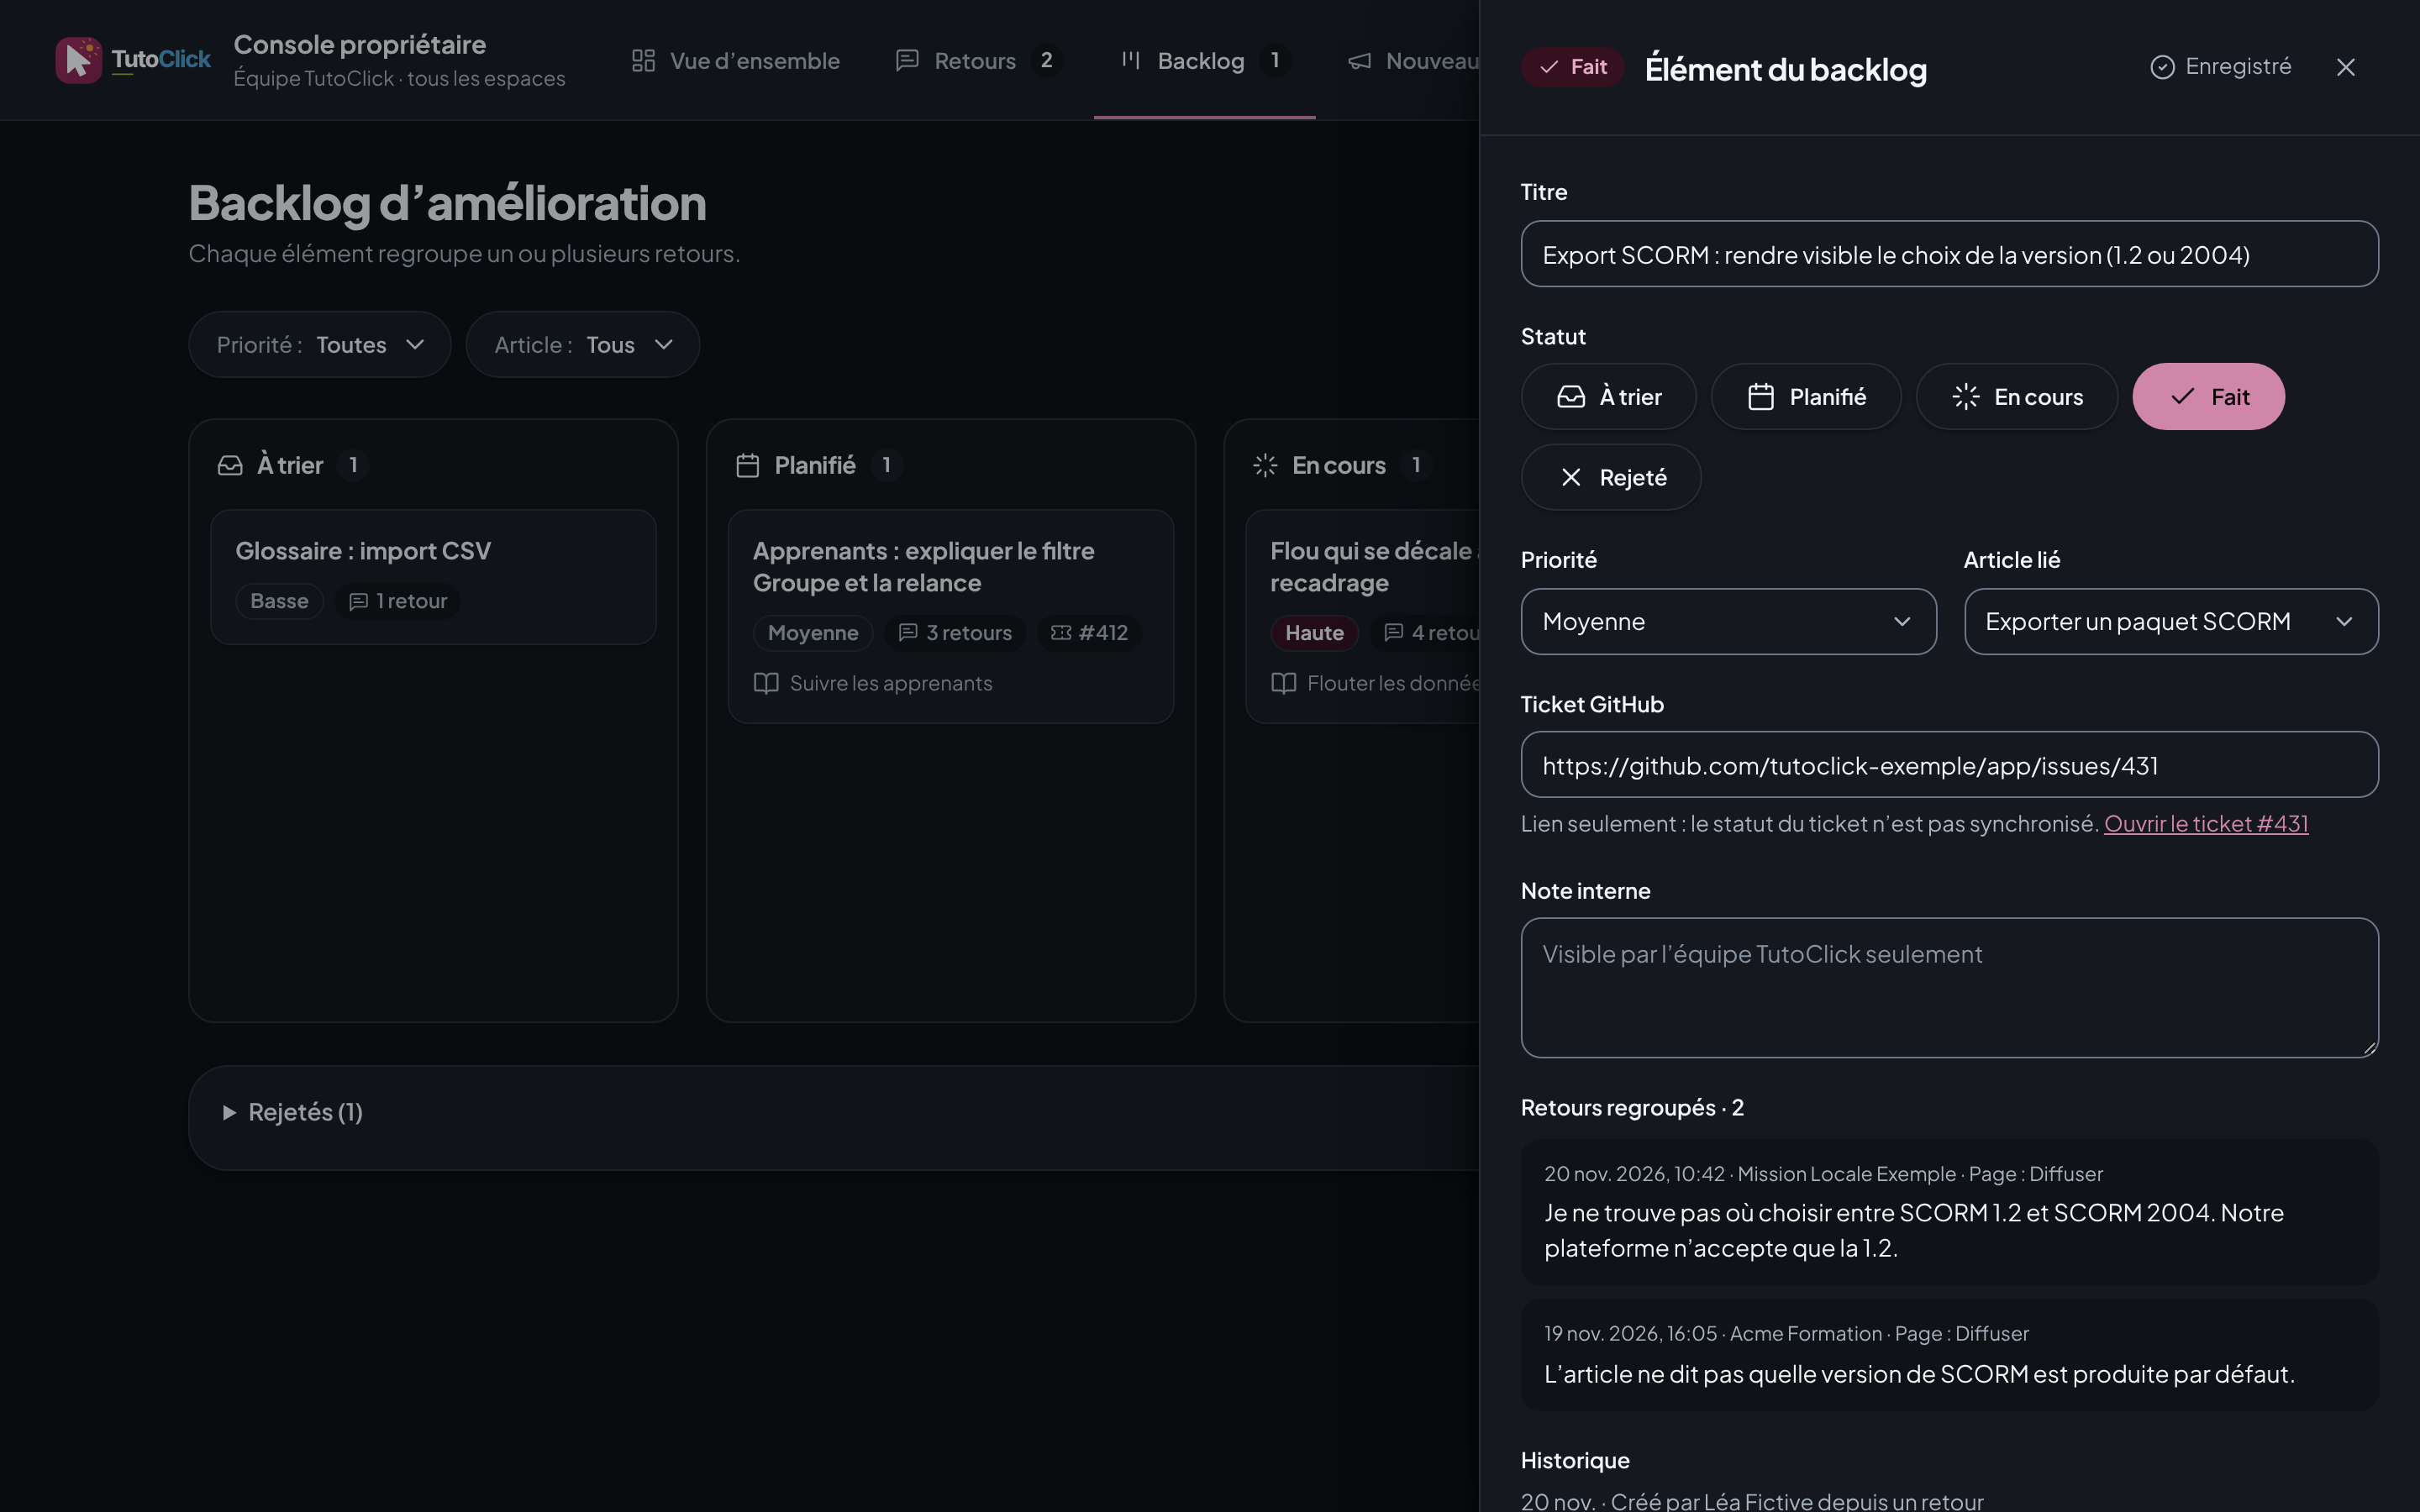 TutoClick
Console propriétaire
Équipe TutoClick · tous les espaces
Vue d’ensemble
Retours 2
Backlog 1
Nouveau
Backlog d’amélioration
Chaque élément regroupe un ou plusieurs retours.
Priorité : Toutes
Article : Tous
À trier 1
Glossaire : import CSV
Basse
1 retour
Planifié 1
Apprenants : expliquer le filtre
Groupe et la relance
Moyenne
3 retours
#412
Suivre les apprenants
En cours 1
Flou qui se décale
recadrage
Haute
4 retou
Flouter les donnée
Rejetés (1)
Fait
Élément du backlog
Enregistré
Titre
Export SCORM : rendre visible le choix de la version (1.2 ou 2004)
Statut
À trier
Planifié
En cours
Fait
Rejeté
Priorité
Moyenne
Article lié
Exporter un paquet SCORM
Ticket GitHub
https://github.com/tutoclick-exemple/app/issues/431
Lien seulement : le statut du ticket n’est pas synchronisé. Ouvrir le ticket #431
Note interne
Visible par l’équipe TutoClick seulement
Retours regroupés · 2
20 nov. 2026, 10:42 · Mission Locale Exemple · Page : Diffuser
Je ne trouve pas où choisir entre SCORM 1.2 et SCORM 2004. Notre
plateforme n’accepte que la 1.2.
19 nov. 2026, 16:05 · Acme Formation · Page : Diffuser
L’article ne dit pas quelle version de SCORM est produite par défaut.
Historique
20 nov. · Créé par Léa Fictive depuis un retour